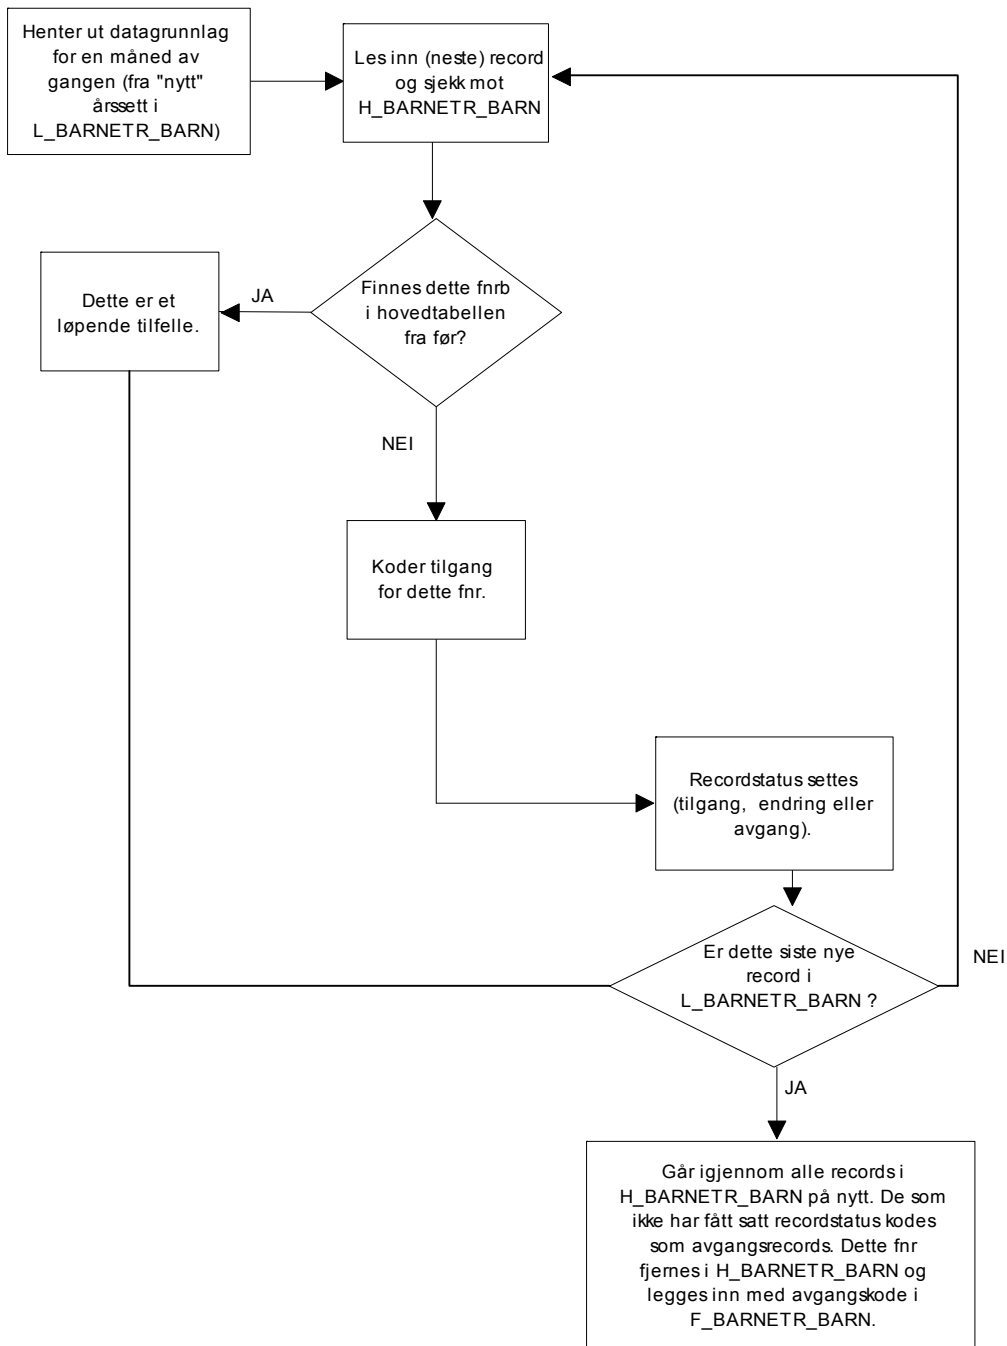 Henter ut datagrunnlag
for en måned av
gangen (fra "nytt"
årssett i
L_BARNETR_BARN)
Les inn (neste) record
og sjekk mot
H_BARNETR_BARN
Finnes dette fnrb
i hovedtabellen
fra før?
JA
Dette er et
løpende tilfelle.
NEI
Koder tilgang
for dette fnr.
Recordstatus settes
(tilgang, endring eller
avgang).
Er dette siste nye
record i
L_BARNETR_BARN ?
NEI
JA
Går igjennom alle records i
H_BARNETR_BARN på nytt. De som
ikke har fått satt recordstatus kodes
som avgangsrecords. Dette fnr
fjernes i H_BARNETR_BARN og
legges inn med avgangskode i
F_BARNETR_BARN.